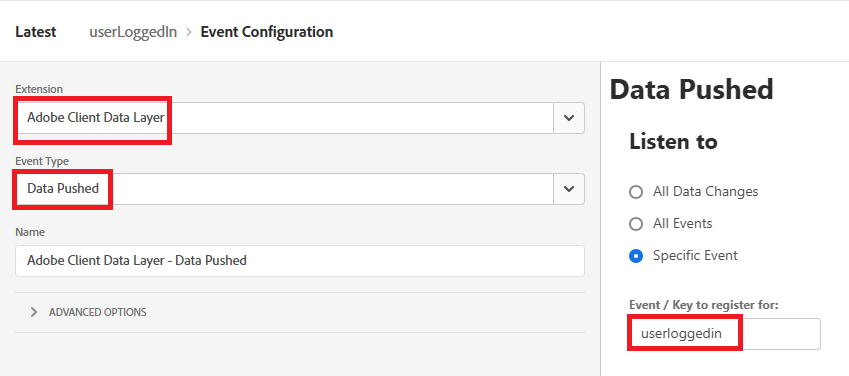 Latest userLoggedIn > Event Configuration
Extension
Adobe Client Data Layer
Event Type
Data Pushed
Name
Adobe Client Data Layer - Data Pushed
ADVANCED OPTIONS
Data Pushed
Listen to
All Data Changes
All Events
Specific Event
Event / Key to register for:
userloggedin